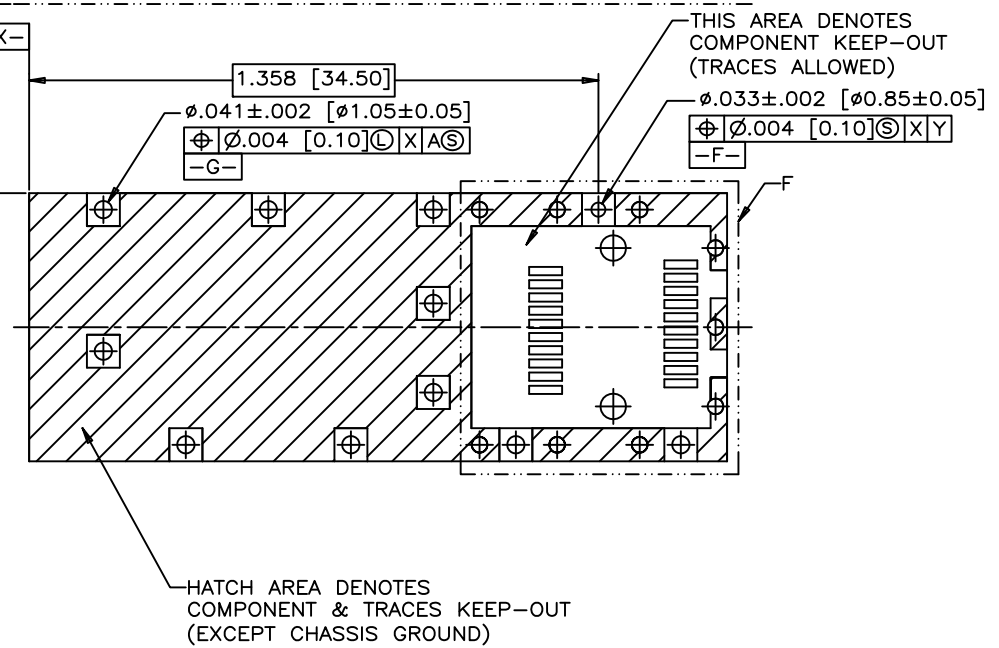 THIS AREA DENOTES
COMPONENT KEEP-OUT
(TRACES ALLOWED)
X-
1.358 [34.50]
ø.041±.002 [ø1.05±0.05]
⌖ Ø.004 [0.10]Ⓛ X AⓈ
-G-
ø.033±.002 [ø0.85±0.05]
⌖ Ø.004 [0.10]Ⓢ X Y
-F-
F
HATCH AREA DENOTES
COMPONENT & TRACES KEEP-OUT
(EXCEPT CHASSIS GROUND)